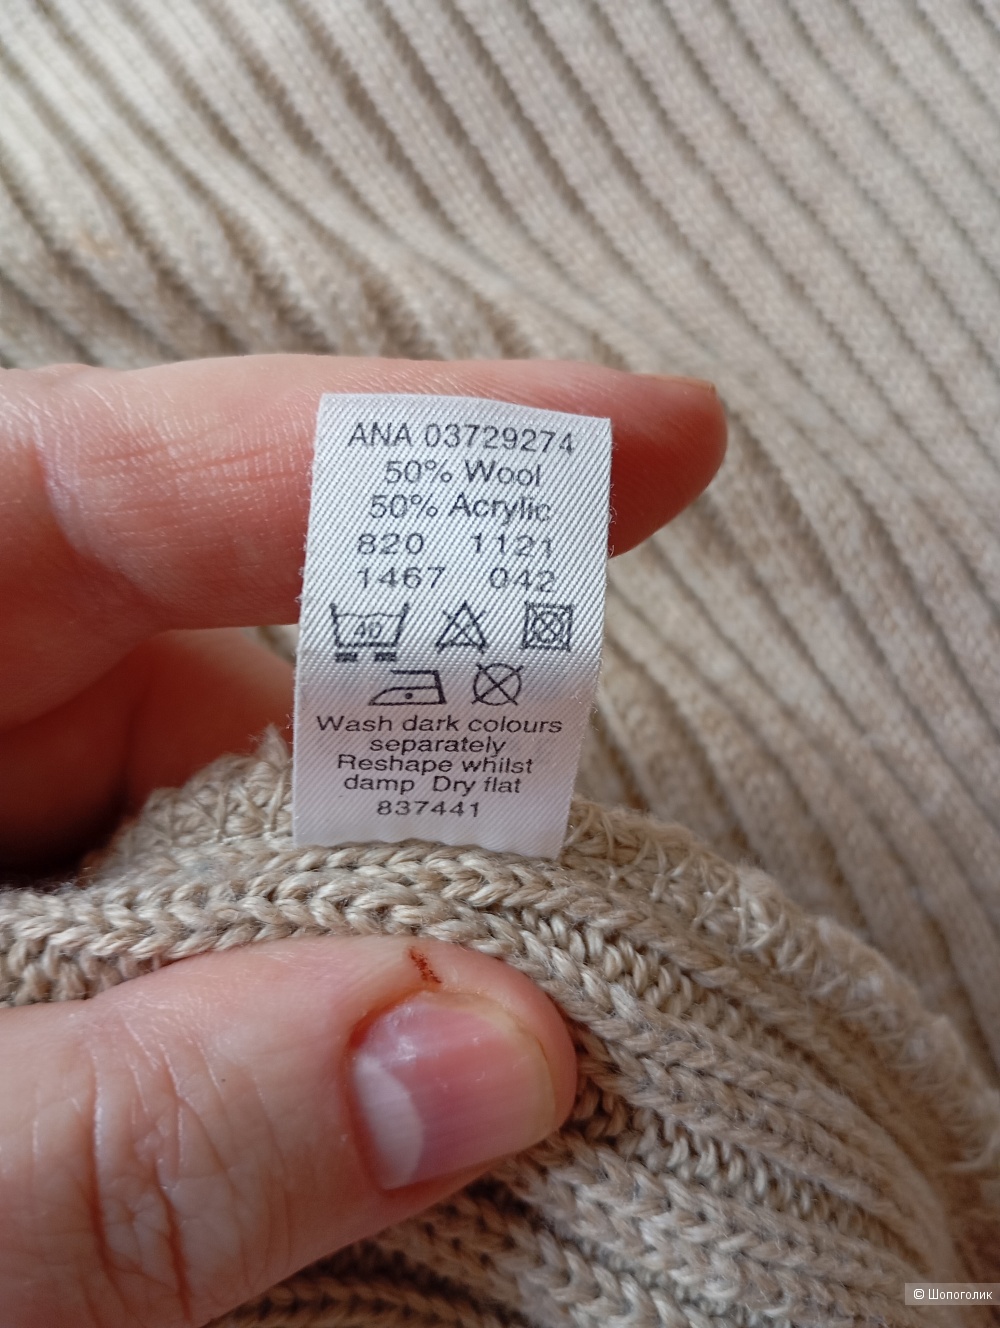 ANA 03729274
50% Wool
50% Acrylic
820 1121
1467 042
40
Wash dark colours
separately
Reshape whilst
damp Dry flat
837441
© Шопоголик